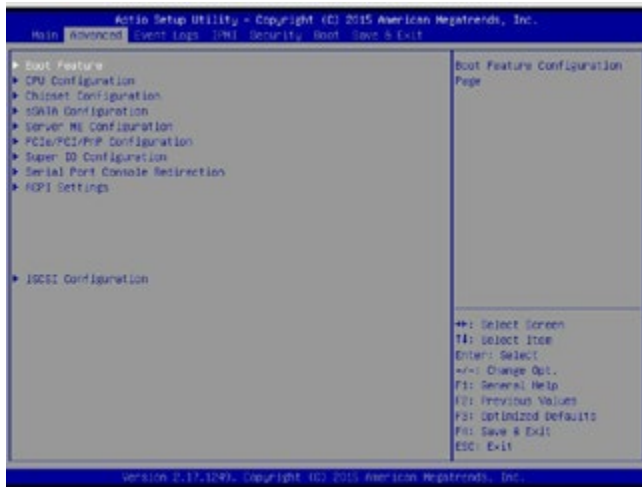 Aptio Setup Utility - Copyright (C) 2015 American Megatrends, Inc.
Main Advanced Event Logs IPMI Security Boot Save & Exit
Boot Feature
CPU Configuration
Chipset Configuration
sSATA Configuration
Server ME Configuration
PCIe/PCI/PnP Configuration
Super IO Configuration
Serial Port Console Redirection
ACPI Settings
iSCSI Configuration
Boot Feature Configuration
Page
: Select Screen
↑↓: Select Item
Enter: Select
+/-: Change Opt.
F1: General Help
F2: Previous Values
F3: Optimized Defaults
F4: Save & Exit
ESC: Exit
Version 2.17.1249. Copyright (C) 2015 American Megatrends, Inc.